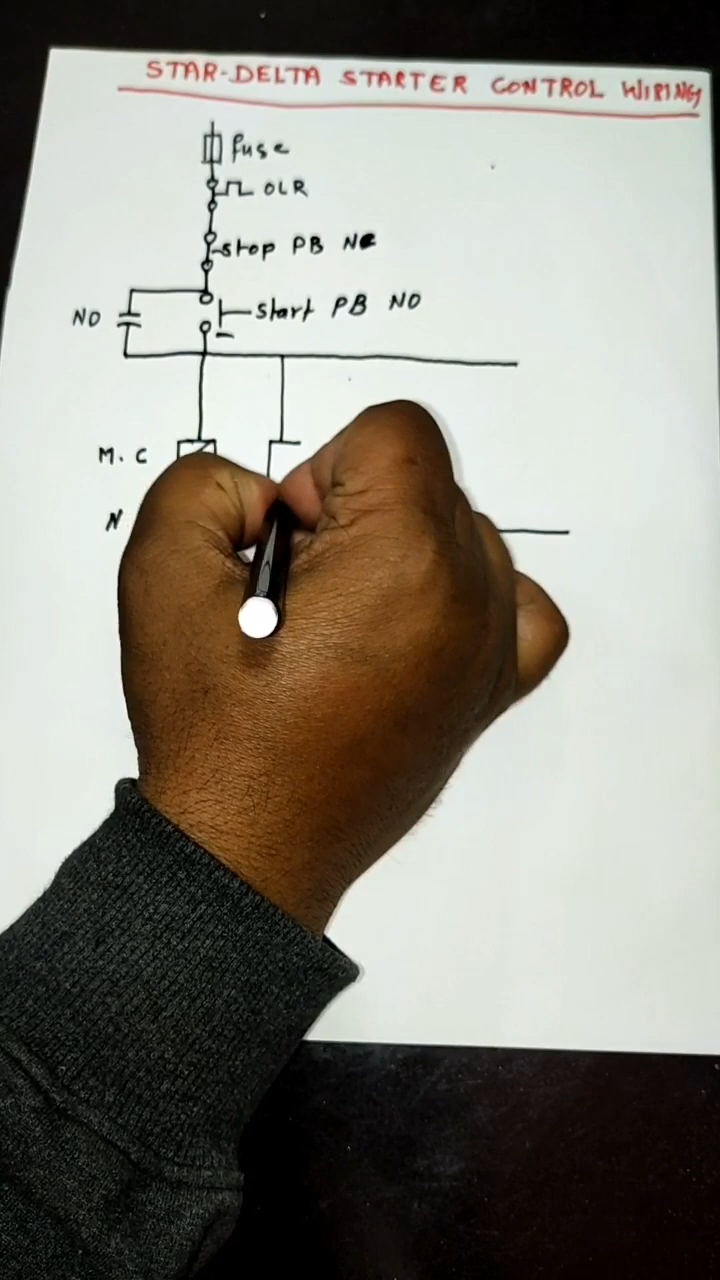 STAR-DELTA STARTER CONTROL WIRING
fuse
OLR
stop PB NC
NO
start PB NO
M.C
N